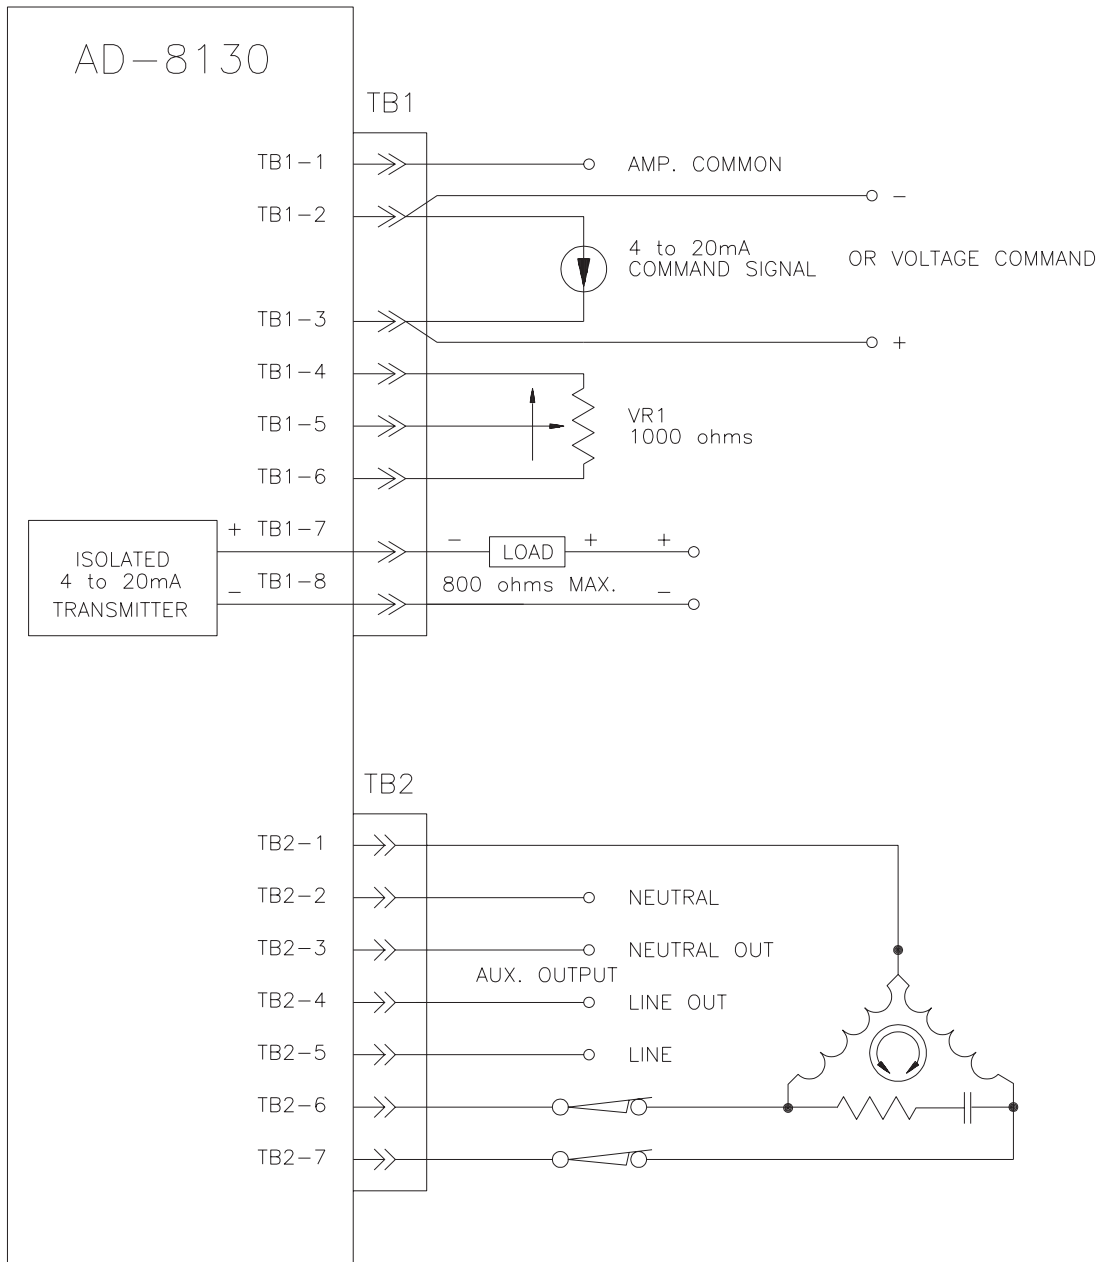 AD-8130
TB1
TB1-1
AMP. COMMON
-
TB1-2
4 to 20mA
COMMAND SIGNAL
OR VOLTAGE COMMAND
TB1-3
+
TB1-4
TB1-5
VR1
1000 ohms
TB1-6
ISOLATED
4 to 20mA
TRANSMITTER
+ TB1-7
- LOAD + +
- TB1-8
800 ohms MAX. -
TB2
TB2-1
TB2-2
NEUTRAL
TB2-3
NEUTRAL OUT
AUX. OUTPUT
TB2-4
LINE OUT
TB2-5
LINE
TB2-6
TB2-7